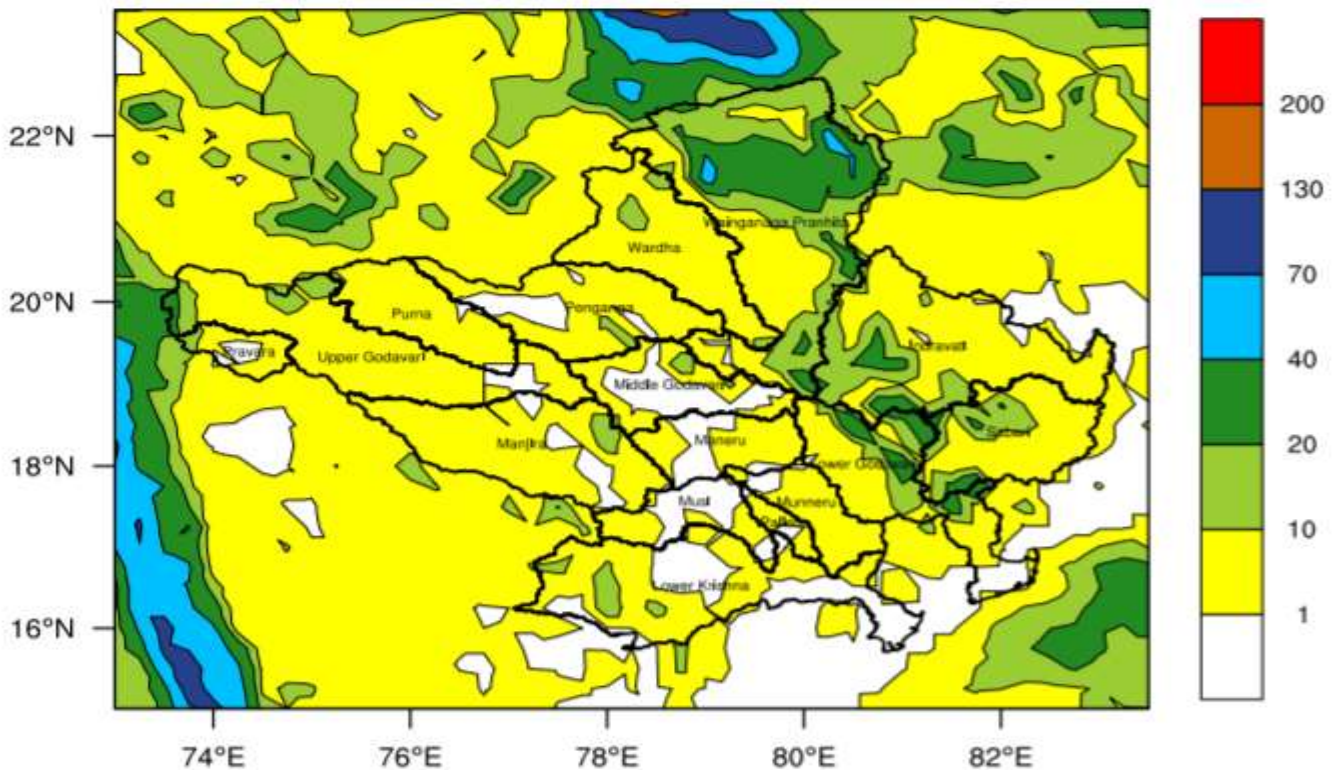 22°N
20°N
18°N
16°N
74°E
76°E
78°E
80°E
82°E
Wainganaga Pranhita
Wardha
Penganga
Purna
Indravati
Pravara
Upper Godavari
Middle Godavari
Manjira
Maneru
Sabari
Lower Godavari
Musi
Munneru
Lower Krishna
200
130
70
40
20
10
1